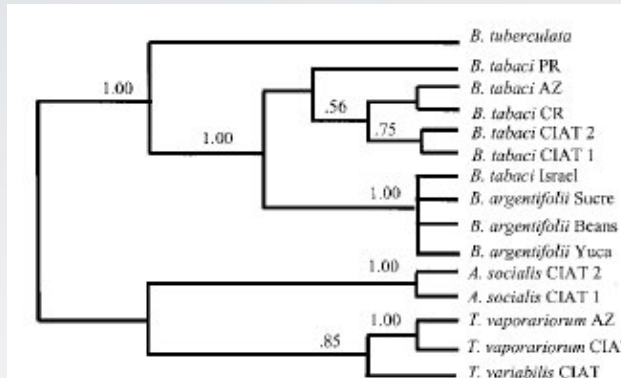 B. tuberculata
B. tabaci PR
1.00
B. tabaci AZ
.56
B. tabaci CR
1.00
.75
B. tabaci CIAT 2
B. tabaci CIAT 1
B. tabaci Israel
1.00
B. argentifolii Sucre
B. argentifolii Beans
B. argentifolii Yuca
1.00
A. socialis CIAT 2
A. socialis CIAT 1
1.00
T. vaporariorum AZ
.85
T. vaporariorum CIA
T. variabilis CIAT